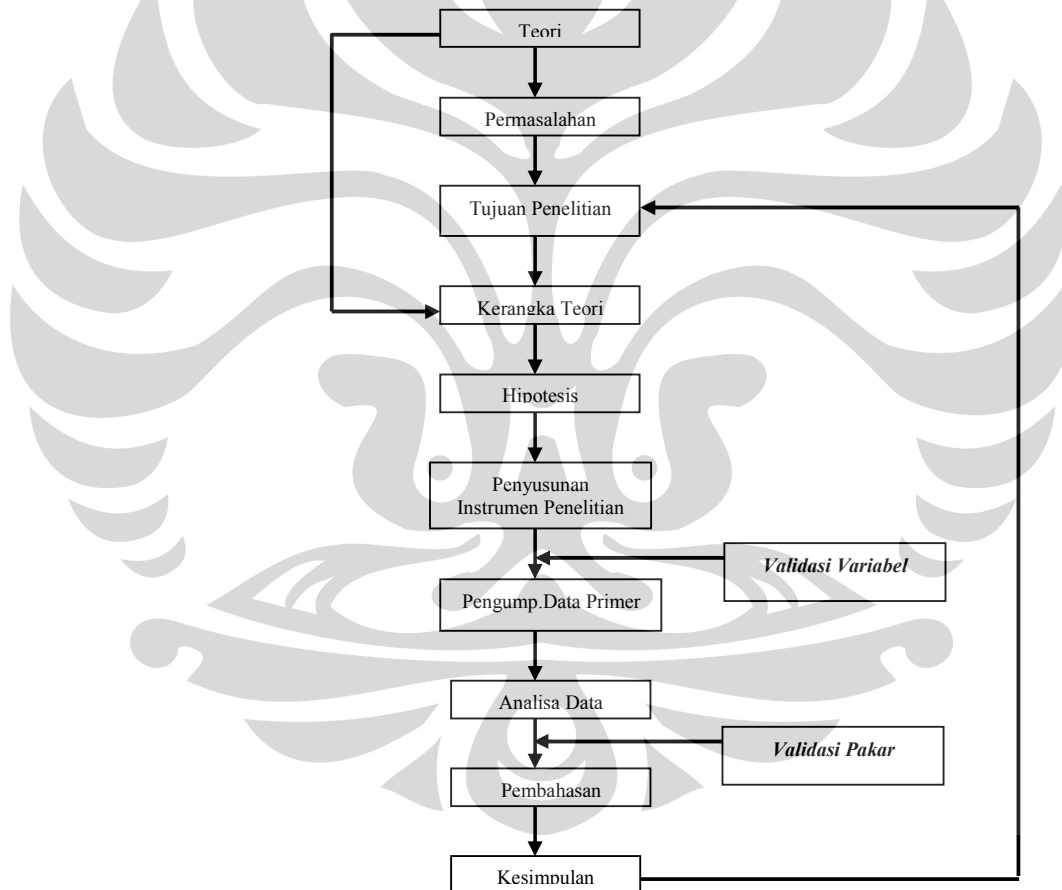 Teori
Permasalahan
Tujuan Penelitian
Kerangka Teori
Hipotesis
Penyusunan
Instrumen Penelitian
Validasi Variabel
Pengump.Data Primer
Analisa Data
Validasi Pakar
Pembahasan
Kesimpulan